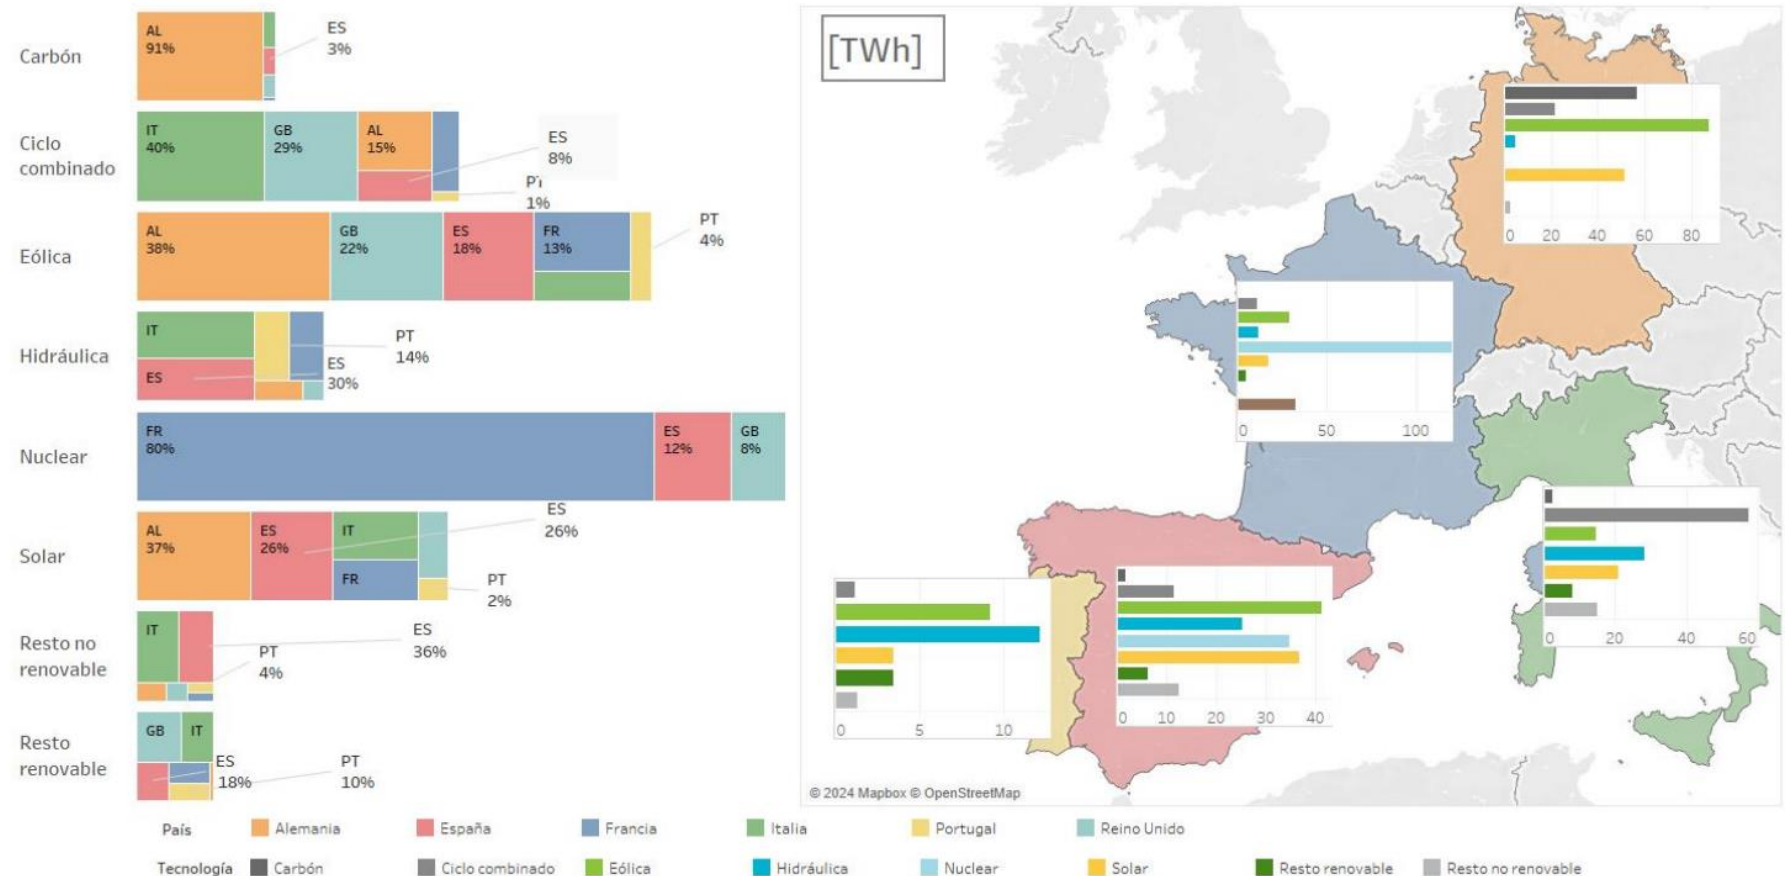 Carbón
AL
91%
ES
3%
Ciclo
combinado
IT
40%
GB
29%
AL
15%
ES
8%
PT
1%
Eólica
AL
38%
GB
22%
ES
18%
FR
13%
PT
4%
Hidráulica
IT
ES
PT
14%
ES
30%
Nuclear
FR
80%
ES
12%
GB
8%
Solar
AL
37%
ES
26%
IT
FR
ES
26%
PT
2%
Resto no
renovable
IT
ES
36%
PT
4%
Resto
renovable
GB
IT
ES
18%
PT
10%
[TWh]
0 20 40 60 80
0 50 100
0 20 40 60
0 5 10
0 10 20 30 40
© 2024 Mapbox © OpenStreetMap
País Alemania España Francia Italia Portugal Reino Unido
Tecnología Carbón Ciclo combinado Eólica Hidráulica Nuclear Solar Resto renovable Resto no renovable